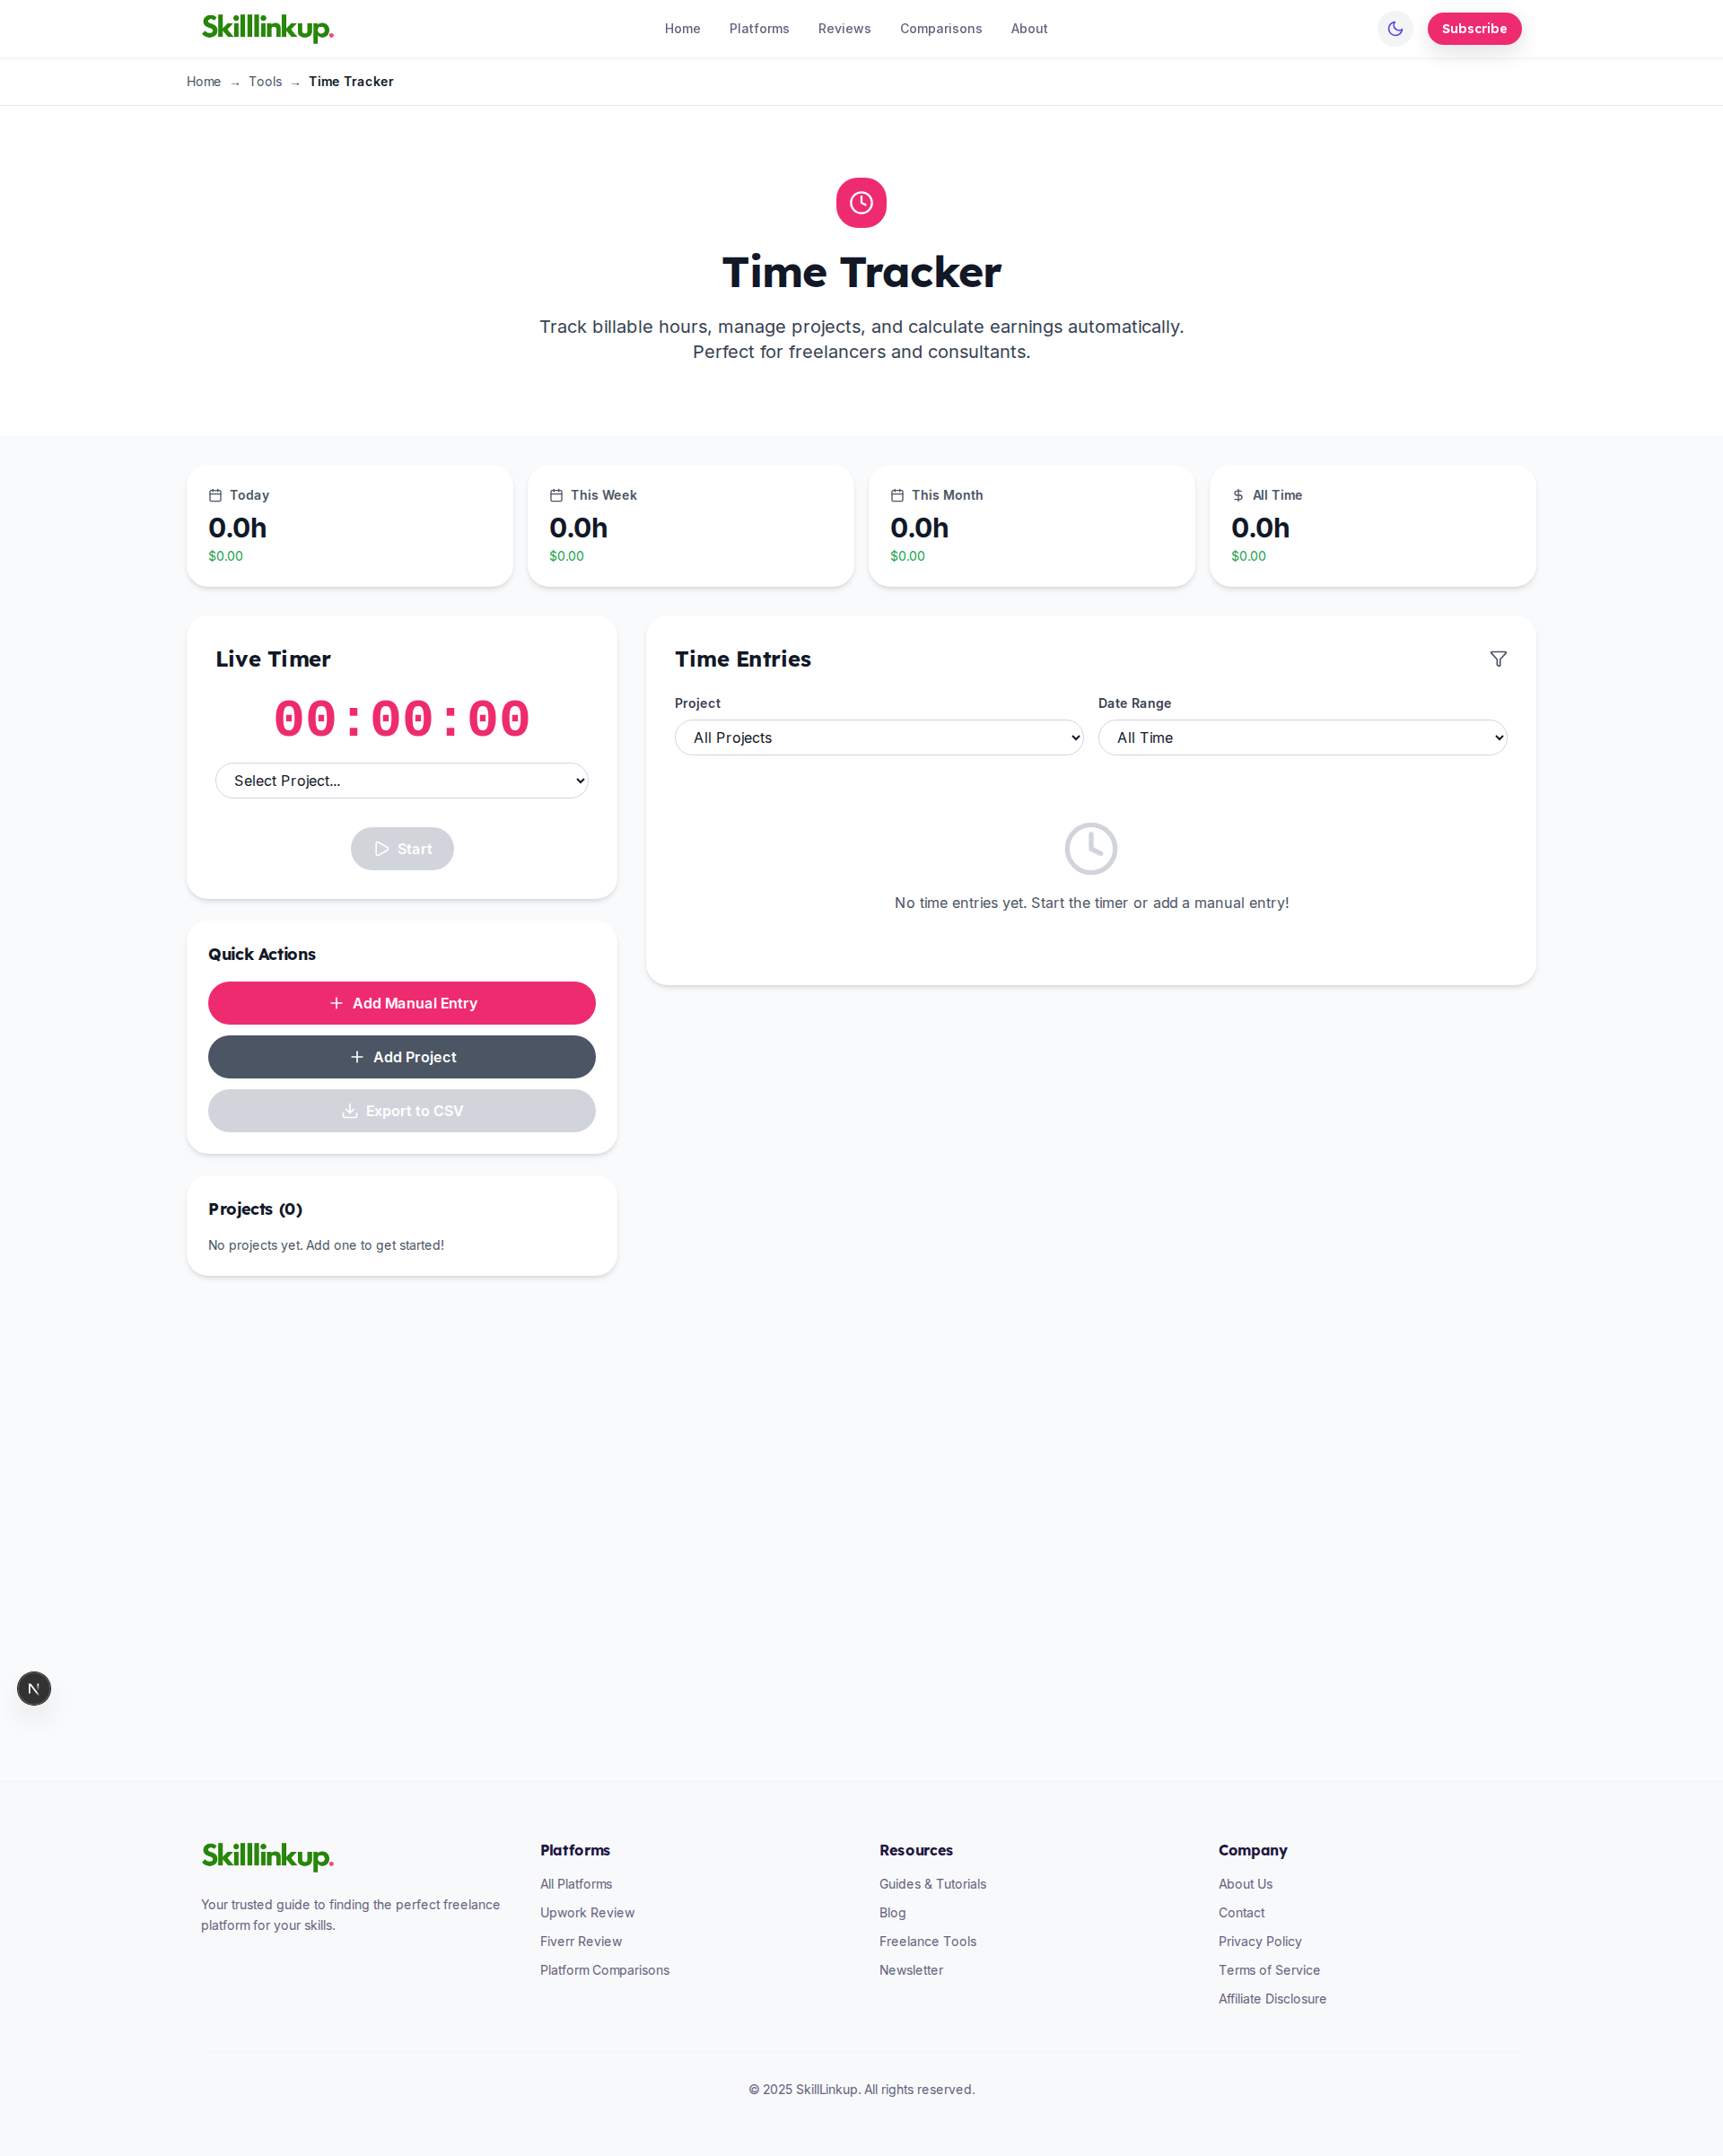 Skilllinkup.
Home
Platforms
Reviews
Comparisons
About
Subscribe
Home → Tools → Time Tracker
Time Tracker
Track billable hours, manage projects, and calculate earnings automatically.
Perfect for freelancers and consultants.
Today
0.0h
$0.00
This Week
0.0h
$0.00
This Month
0.0h
$0.00
All Time
0.0h
$0.00
Live Timer
00:00:00
Select Project...
Start
Quick Actions
Add Manual Entry
Add Project
Export to CSV
Projects (0)
No projects yet. Add one to get started!
Time Entries
Project
All Projects
Date Range
All Time
No time entries yet. Start the timer or add a manual entry!
N
Skilllinkup.
Your trusted guide to finding the perfect freelance
platform for your skills.
Platforms
All Platforms
Upwork Review
Fiverr Review
Platform Comparisons
Resources
Guides & Tutorials
Blog
Freelance Tools
Newsletter
Company
About Us
Contact
Privacy Policy
Terms of Service
Affiliate Disclosure
© 2025 SkillLinkup. All rights reserved.